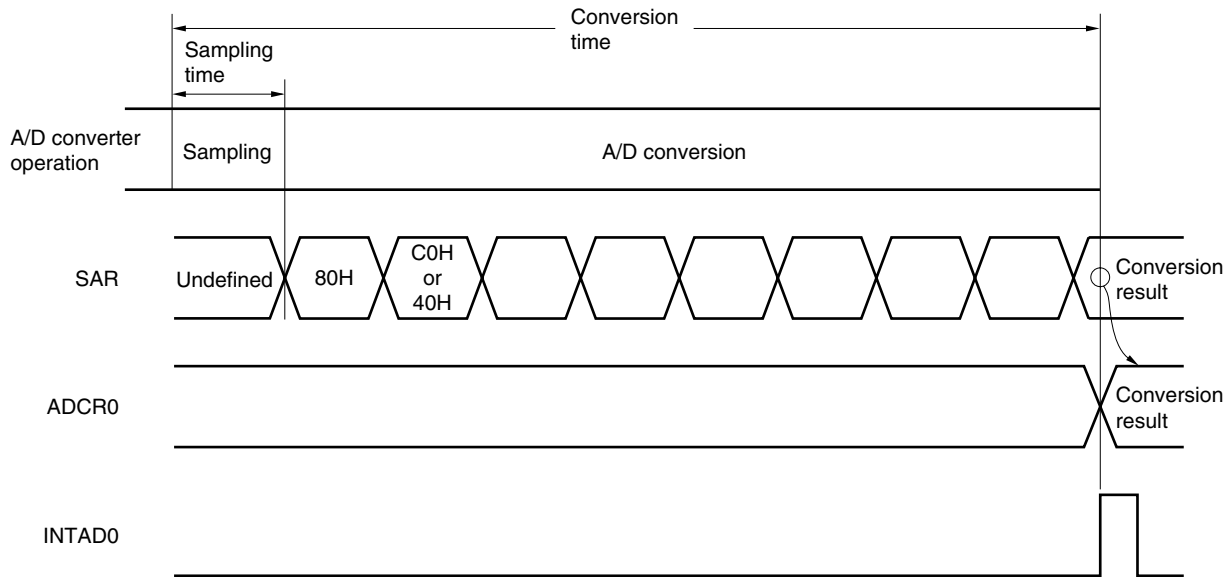 Conversion
time
Sampling
time
A/D converter
operation
Sampling
A/D conversion
SAR
Undefined
80H
C0H
or
40H
Conversion
result
ADCR0
Conversion
result
INTAD0